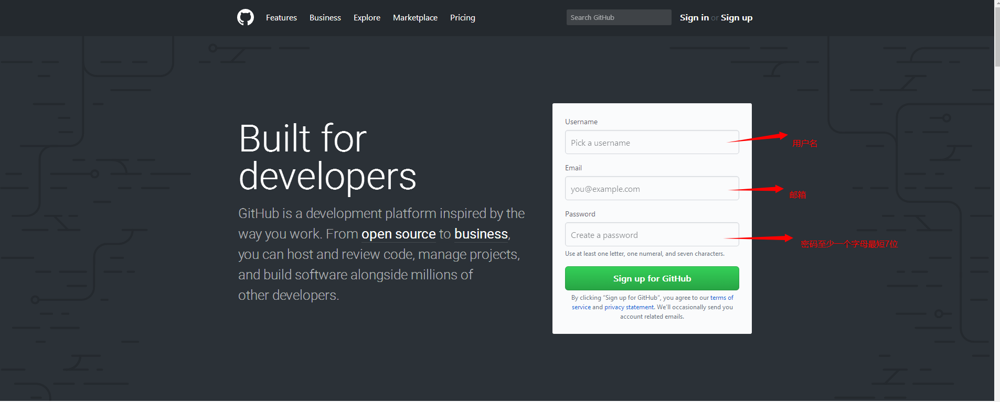 Features Business Explore Marketplace Pricing Search GitHub Sign in or Sign up
Built for
developers
GitHub is a development platform inspired by the
way you work. From open source to business,
you can host and review code, manage projects,
and build software alongside millions of
other developers.
Username
Pick a username
用户名
Email
you@example.com
邮箱
Password
Create a password
密码至少一个字母最短7位
Use at least one letter, one numeral, and seven characters.
Sign up for GitHub
By clicking “Sign up for GitHub”, you agree to our terms of
service and privacy statement. We’ll occasionally send you
account related emails.